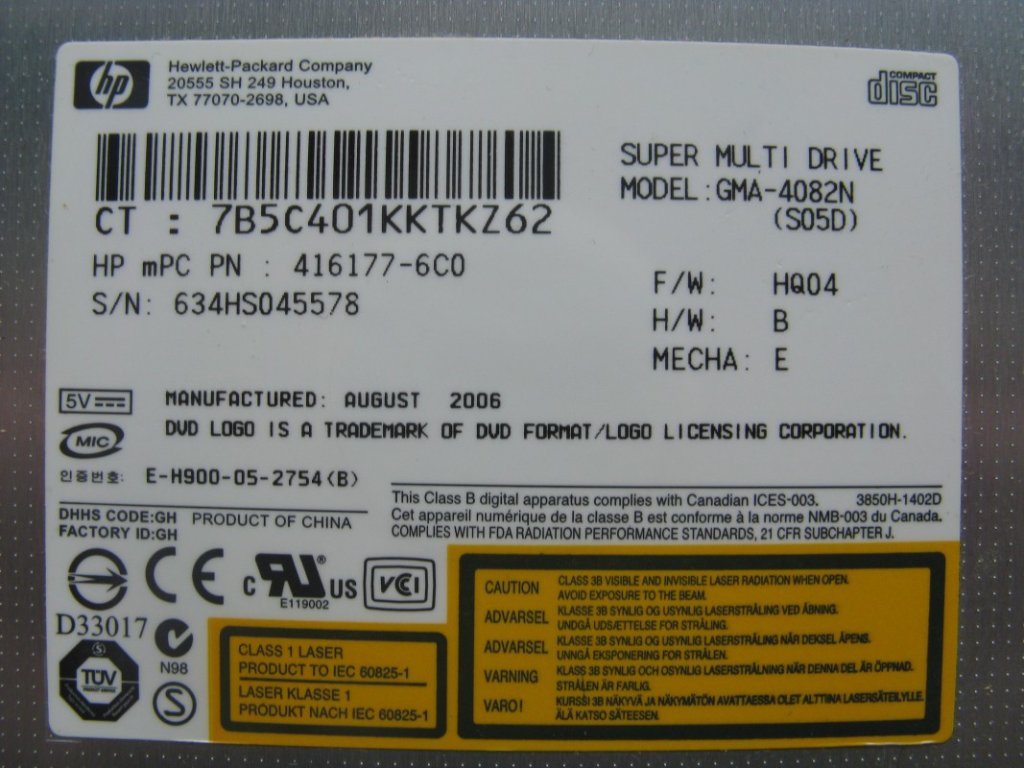 hp
Hewlett-Packard Company
20555 SH 249 Houston,
TX 77070-2698, USA
COMPACT
disc
CT : 7B5C401KKTKZ62
HP mPC PN : 416177-6C0
S/N: 634HS045578
SUPER MULTI DRIVE
MODEL:GMA-4082N
(S05D)
F/W: HQ04
H/W: B
MECHA: E
5V
MANUFACTURED: AUGUST 2006
DVD LOGO IS A TRADEMARK OF DVD FORMAT/LOGO LICENSING CORPORATION.
MIC
인증번호: E-H900-05-2754(B)
DHHS CODE:GH
FACTORY ID:GH
PRODUCT OF CHINA
This Class B digital apparatus complies with Canadian ICES-003. 3850H-1402D
Cet appareil numérique de la classe B est conforme à la norme NMB-003 du Canada.
COMPLIES WITH FDA RADIATION PERFORMANCE STANDARDS, 21 CFR SUBCHAPTER J.
CE
C RU ® US
E119002
VCI
D33017
N98
S
TÜV
PRODUCT SERVICE
S
CLASS 1 LASER
PRODUCT TO IEC 60825-1
LASER KLASSE 1
PRODUKT NACH IEC 60825-1
CAUTION CLASS 3B VISIBLE AND INVISIBLE LASER RADIATION WHEN OPEN.
AVOID EXPOSURE TO THE BEAM.
ADVARSEL KLASSE 3B SYNLIG OG USYNLIG LASERSTRÅLING VED ÅBNING.
UNDGÅ UDSÆTTELSE FOR STRÅLING.
ADVARSEL KLASSE 3B SYNLIG OG USYNLIG LASERSTRÅLING NÅR DEKSEL ÅPENS.
UNNGÅ EKSPONERING FOR STRÅLEN.
VARNING KLASS 3B SYNLIG OCH OSYNLIG LASERSTRÅLNING NÄR DENNA DEL ÄR ÖPPNAD.
STRÅLEN ÄR FARLIG.
VARO! KURSSI 3B NÄKYVÄ JA NÄKYMÄTÖN AVATTAESSA OLET ALTTINA LASERSÄTEILYLLE.
ÄLÄ KATSO SÄTEESEN.